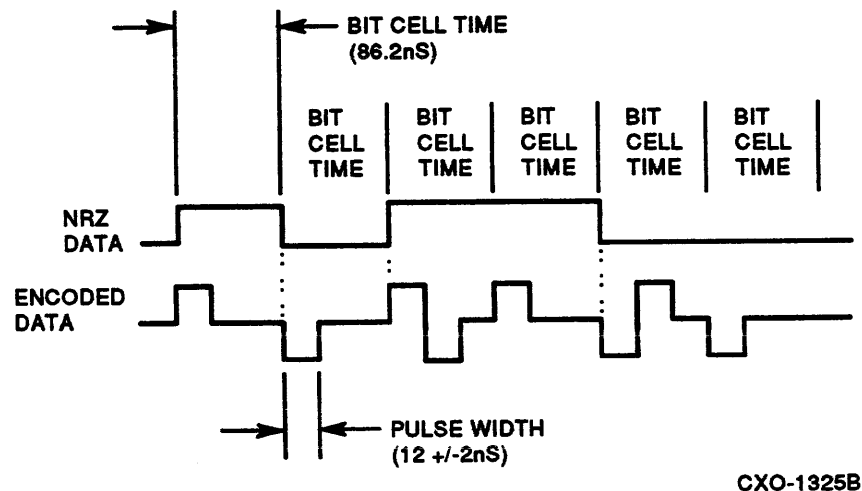 BIT CELL TIME
(86.2nS)
BIT
CELL
TIME
BIT
CELL
TIME
BIT
CELL
TIME
BIT
CELL
TIME
BIT
CELL
TIME
NRZ
DATA
ENCODED
DATA
PULSE WIDTH
(12 +/-2nS)
CXO-1325B